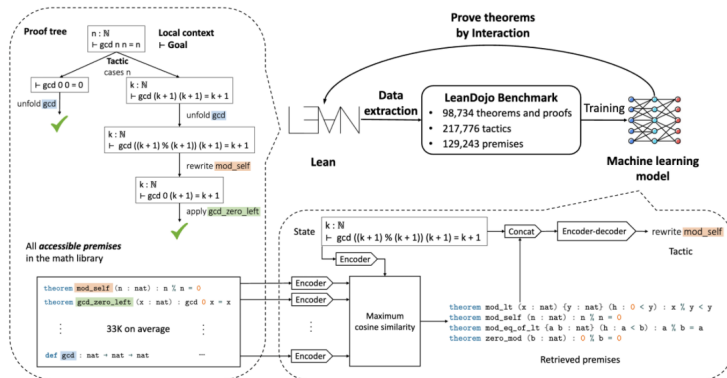 Proof tree
n : ℕ
⊢ gcd n n = n
Local context
⊢ Goal
Tactic
cases n
⊢ gcd 0 0 = 0
unfold gcd
k : ℕ
⊢ gcd (k + 1) (k + 1) = k + 1
unfold gcd
k : ℕ
⊢ gcd ((k + 1) % (k + 1)) (k + 1) = k + 1
rewrite mod_self
k : ℕ
⊢ gcd 0 (k + 1) = k + 1
apply gcd_zero_left
All accessible premises
in the math library
theorem mod_self (n : nat) : n % n = 0
theorem gcd_zero_left (x : nat) : gcd 0 x = x
33K on average
def gcd : nat → nat → nat
Prove theorems
by Interaction
LEAN
Lean
Data
extraction
LeanDojo Benchmark
• 98,734 theorems and proofs
• 217,776 tactics
• 129,243 premises
Training
Machine learning
model
State
k : ℕ
⊢ gcd ((k + 1) % (k + 1)) (k + 1) = k + 1
Concat
Encoder-decoder
rewrite mod_self
Tactic
Encoder
Encoder
Encoder
Encoder
Maximum
cosine similarity
theorem mod_lt (x : nat) {y : nat} (h : 0 < y) : x % y < y
theorem mod_self (n : nat) : n % n = 0
theorem mod_eq_of_lt {a b : nat} (h : a < b) : a % b = a
theorem zero_mod (b : nat) : 0 % b = 0
Retrieved premises